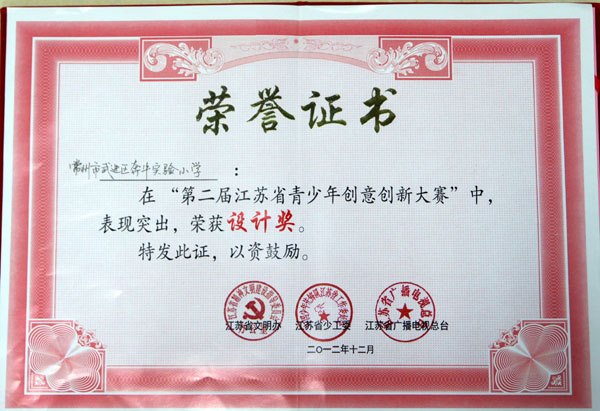 荣誉证书
常州市武进区奔牛实验小学：
在“第二届江苏省青少年创意创新大赛”中，
表现突出，荣获设计奖。
特发此证，以资鼓励。
江苏省文明办 江苏省少工委 江苏省广播电视总台
二〇一二年十二月